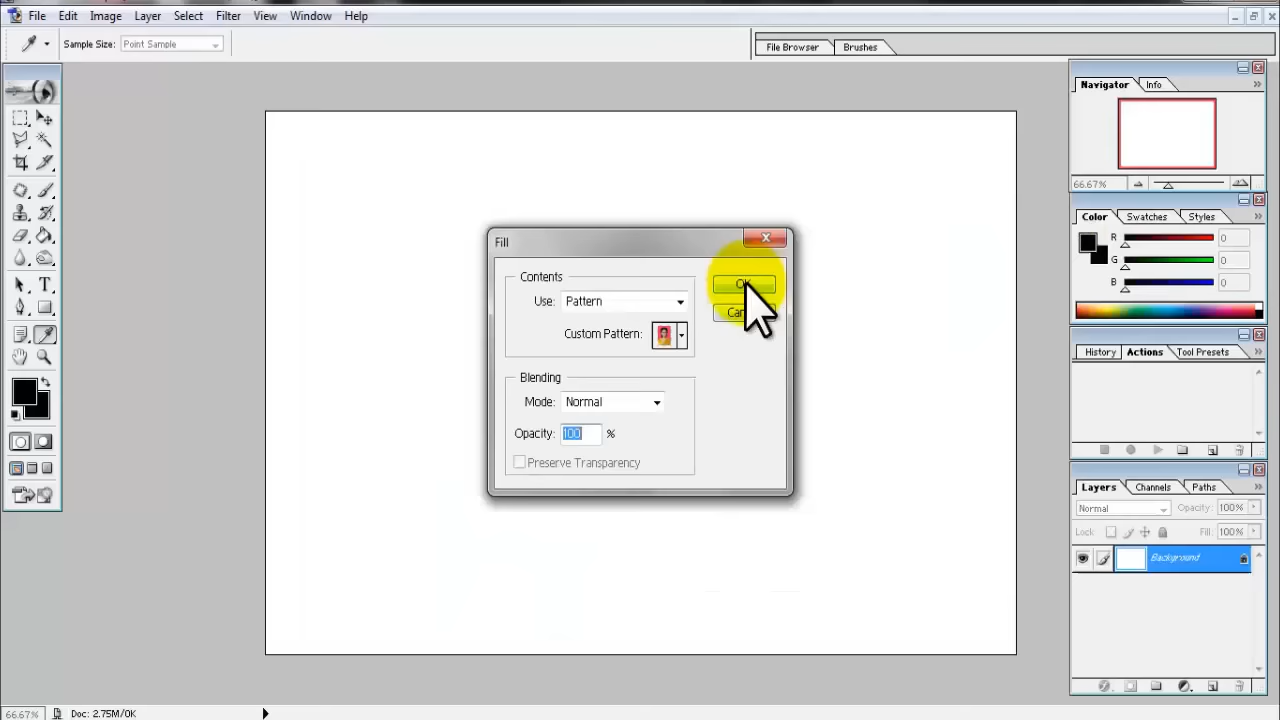 File Edit Image Layer Select Filter View Window Help
Sample Size: Point Sample
File Browser Brushes
Navigator Info
66.67%
Color Swatches Styles
R 0
G 0
B 0
Fill
Contents
Use: Pattern
OK
Custom Pattern:
Blending
Mode: Normal
Opacity: 100 %
Preserve Transparency
History Actions Tool Presets
Layers Channels Paths
Normal Opacity: 100%
Lock: Fill: 100%
Background
66.67% Doc: 2.75M/0K